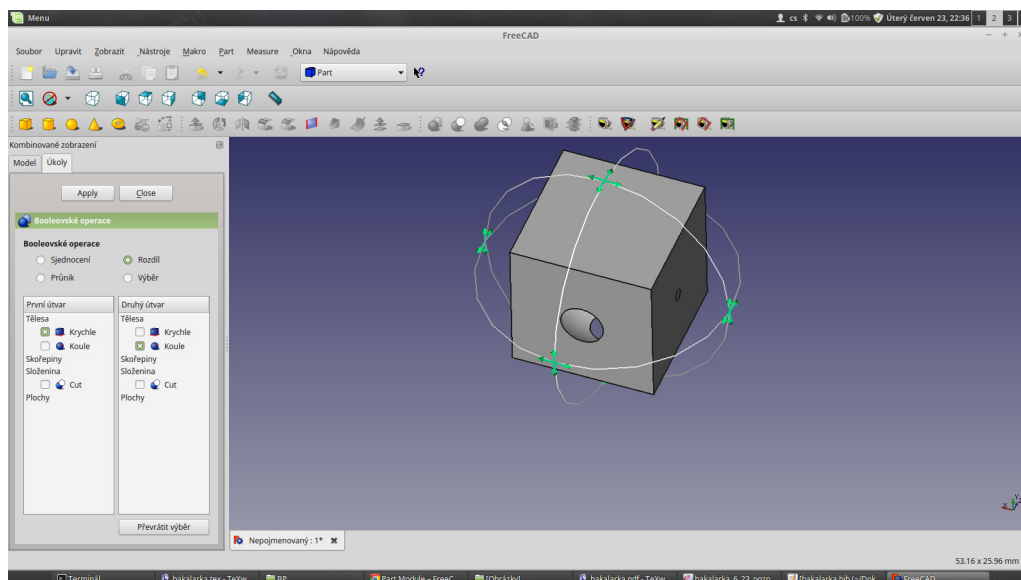 Menu cs 100% Úterý červen 23, 22:36 1 2 3
FreeCAD
Soubor Upravit Zobrazit Nástroje Makro Part Measure Okna Nápověda
Part
Kombinované zobrazení
Model Úkoly
Apply Close
Booleovské operace
Booleovské operace
Sjednocení Rozdíl
Průnik Výběr
První útvar Druhý útvar
Tělesa Tělesa
Krychle Krychle
Koule Koule
Skořepiny Skořepiny
Složenina Složenina
Cut Cut
Plochy Plochy
Převrátit výběr
Nepojmenovaný : 1*
53.16 x 25.96 mm
Terminál bakalarka.tex - TeXw... BP Part Module – FreeC... [Obrázky] bakalarka.pdf - TeXw... bakalarka_6_23_pozn... [bakalarka.bib (~/Dok... FreeCAD